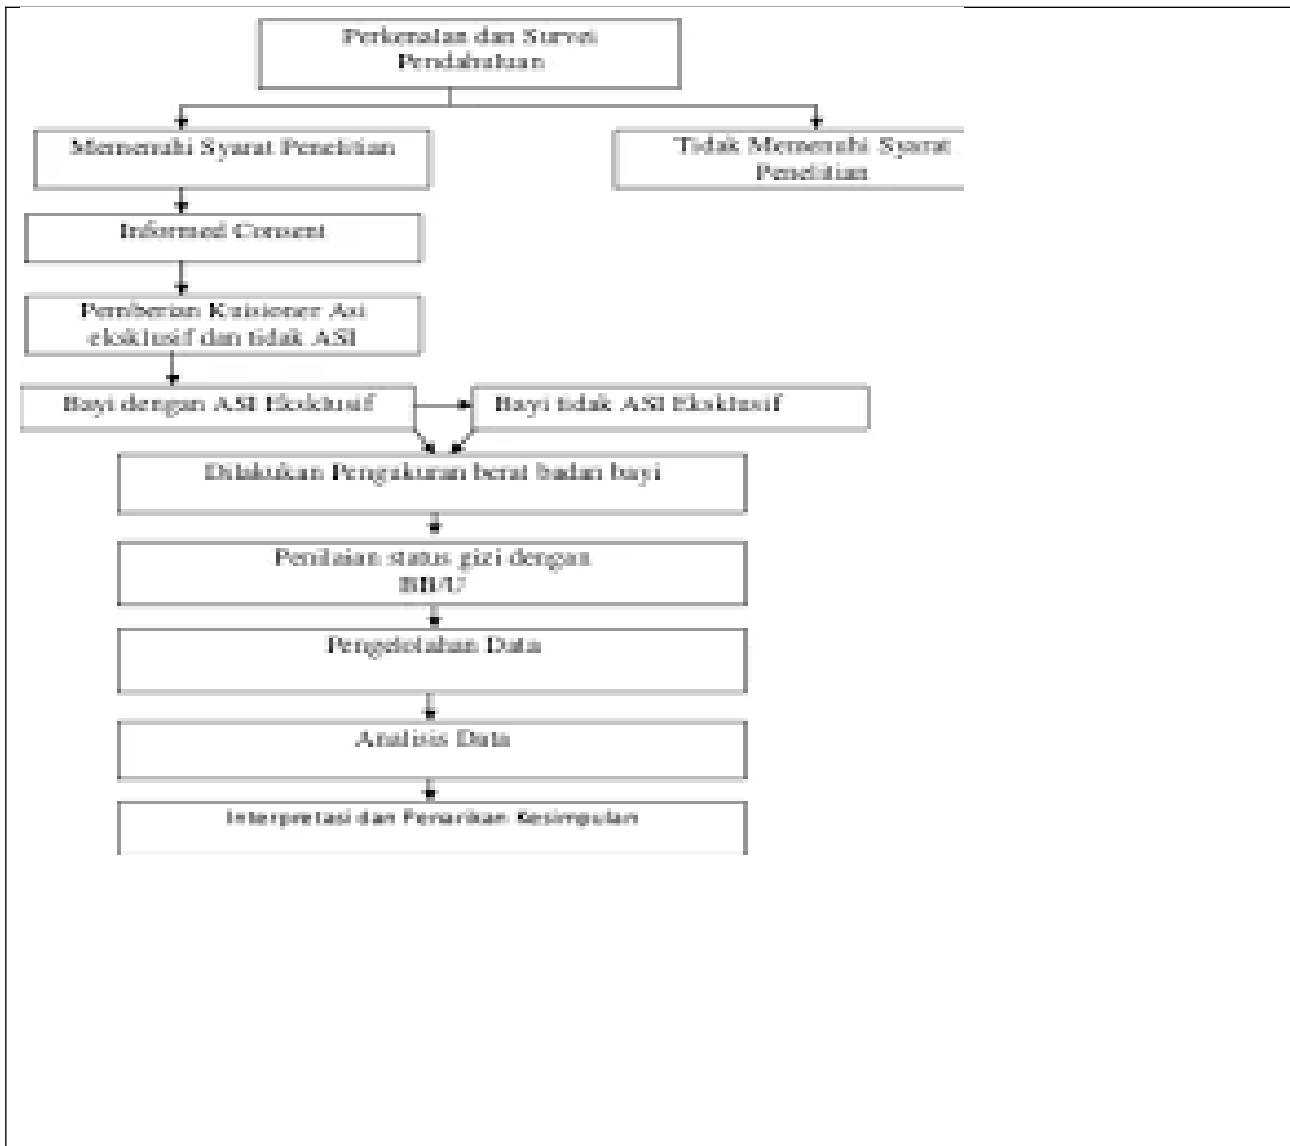 Perkenalan dan Survei
Pendahuluan
Memenuhi Syarat Penelitian
Tidak Memenuhi Syarat
Penelitian
Informed Consent
Pemberian Kuisioner Asi
eksklusif dan tidak ASI
Bayi dengan ASI Eksklusif
Bayi tidak ASI Eksklusif
Dilakukan Pengukuran berat badan bayi
Penilaian status gizi dengan
BB/U
Pengelolahan Data
Analisis Data
Interpretasi dan Penarikan Kesimpulan